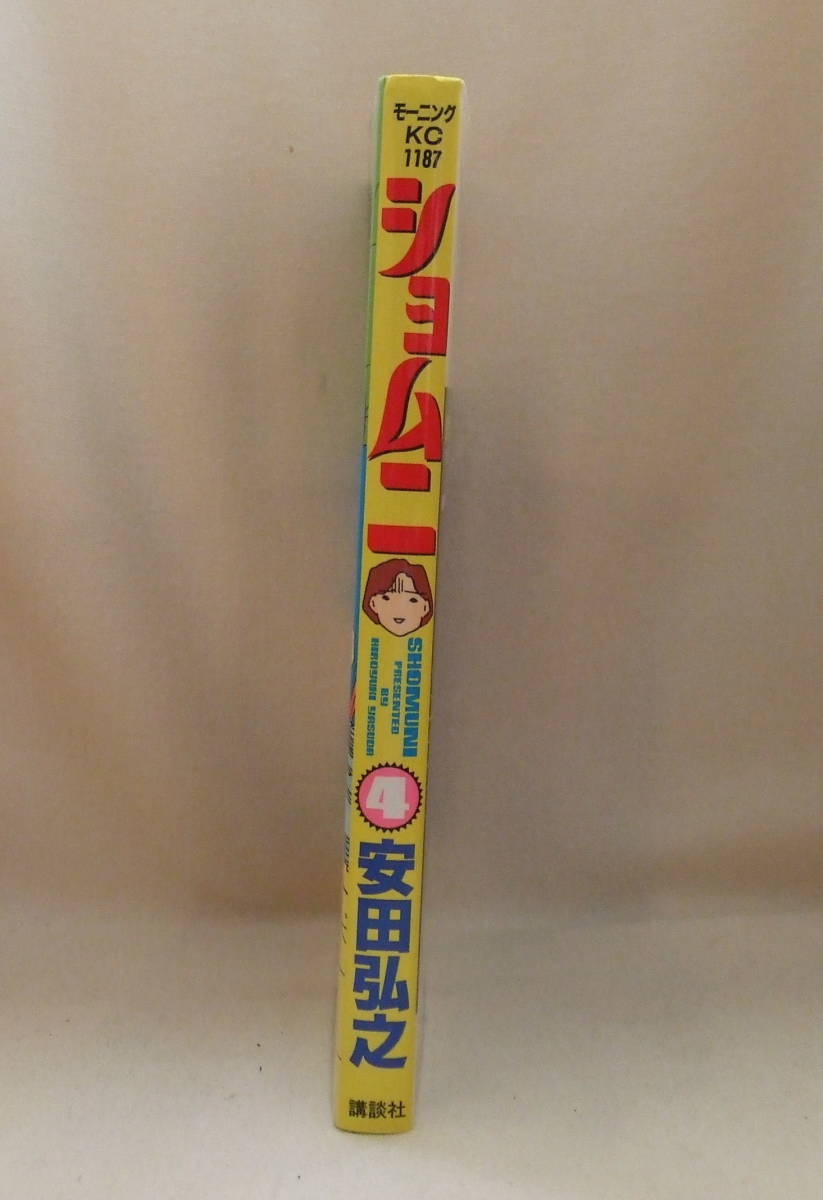 モーニング
KC
1187
ショムニ
SHOMUNI
PRESENTED
BY
HIROYUKI YASUDA
4
安田弘之
講談社